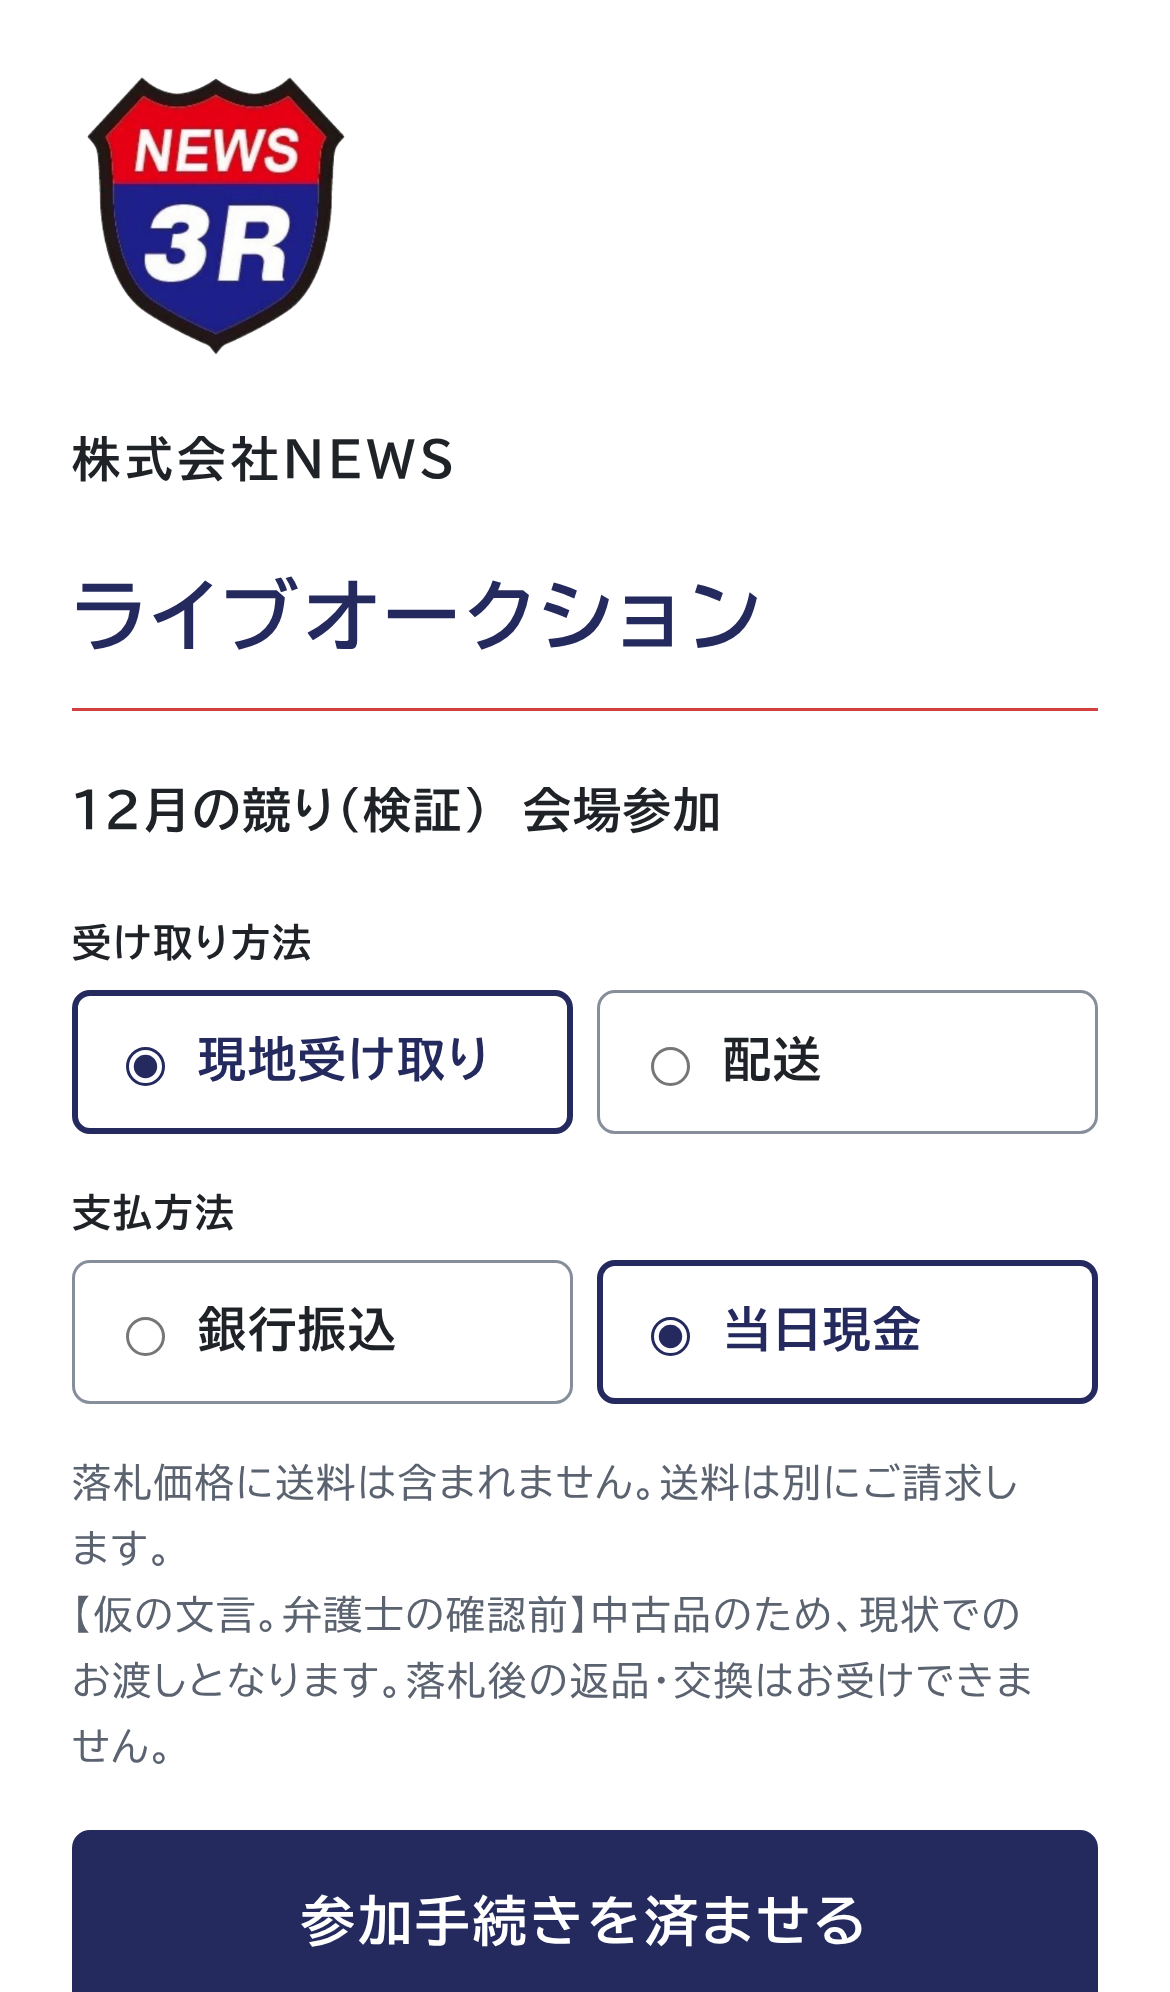 NEWS
3R
株式会社NEWS
ライブオークション
12月の競り（検証） 会場参加
受け取り方法
現地受け取り
配送
支払方法
銀行振込
当日現金
落札価格に送料は含まれません。送料は別にご請求し
ます。
【仮の文言。弁護士の確認前】中古品のため、現状での
お渡しとなります。落札後の返品・交換はお受けできま
せん。
参加手続きを済ませる